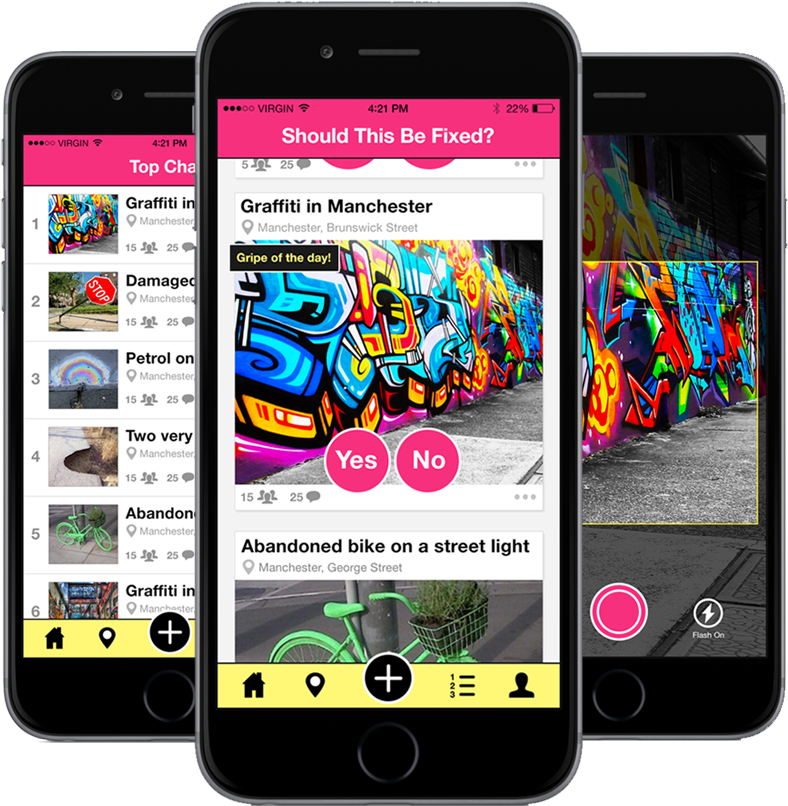 VIRGIN
4:21 PM
Top Cha
1
Graffiti in
Manchester,
15
25
STOP
2
Damaged
Manchester
15
25
3
Petrol on
Manchester,
15
25
4
Two very
Manchester,
15
25
5
Abandon
Manchester,
15
25
6
Graffiti in
Manchester,
VIRGIN
4:21 PM
22%
Should This Be Fixed?
5
25
Graffiti in Manchester
Manchester, Brunswick Street
Gripe of the day!
Yes
No
15
25
Abandoned bike on a street light
Manchester, George Street
1
2
3
Flash On